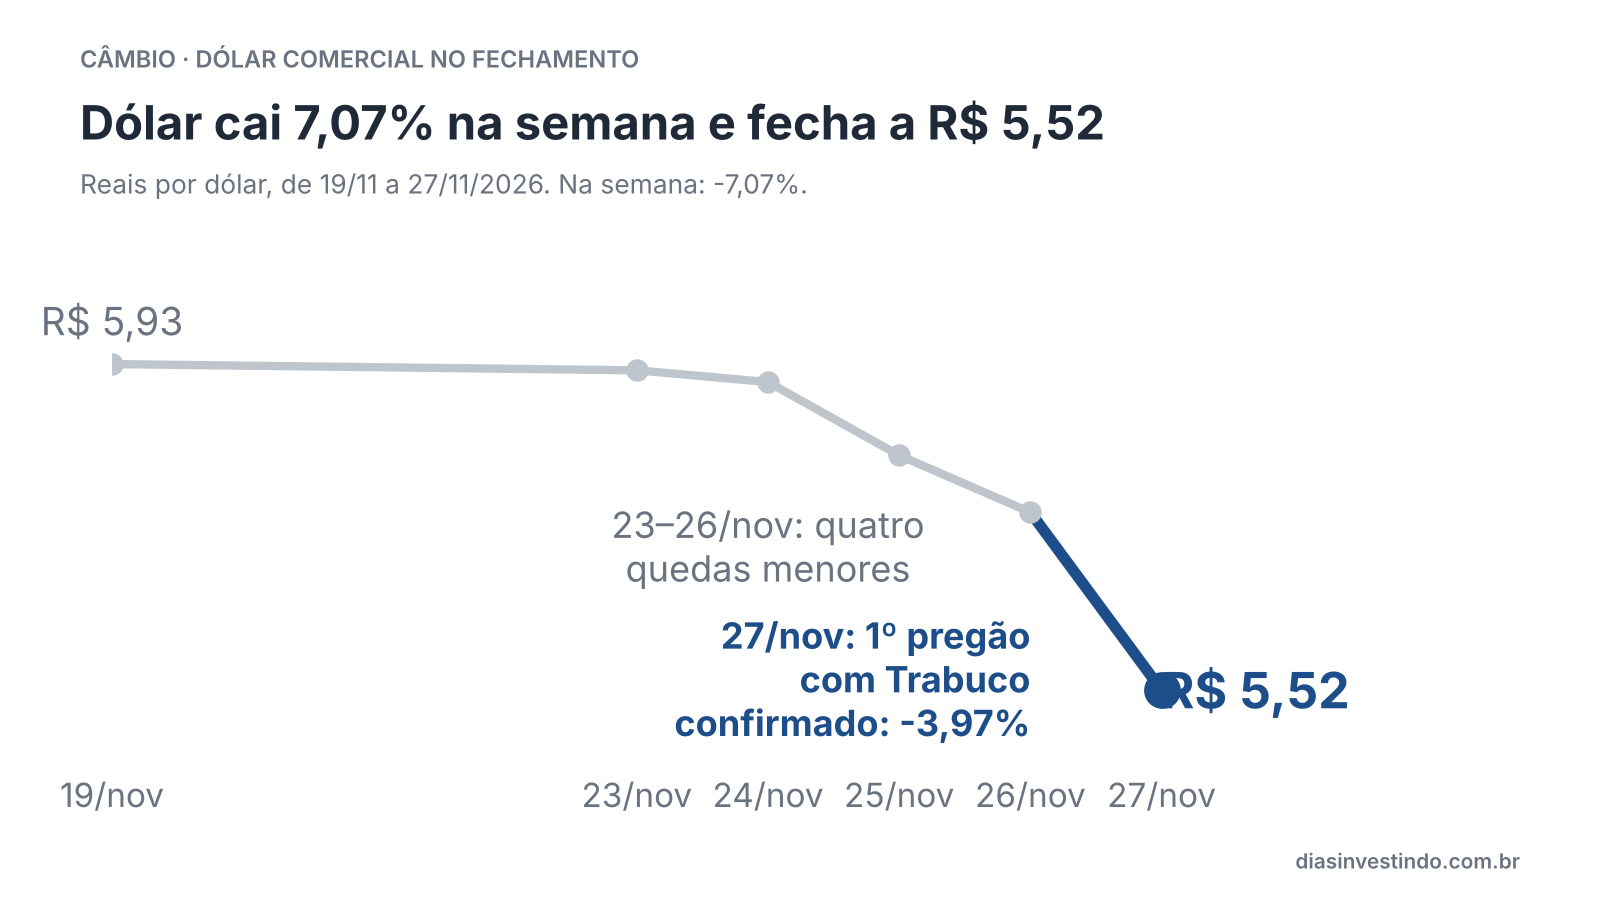 CÂMBIO · DÓLAR COMERCIAL NO FECHAMENTO
Dólar cai 7,07% na semana e fecha a R$ 5,52
Reais por dólar, de 19/11 a 27/11/2026. Na semana: -7,07%.
R$ 5,93
23–26/nov: quatro
quedas menores
27/nov: 1º pregão
com Trabuco
confirmado: -3,97%
R$ 5,52
19/nov 23/nov 24/nov 25/nov 26/nov 27/nov
diasinvestindo.com.br